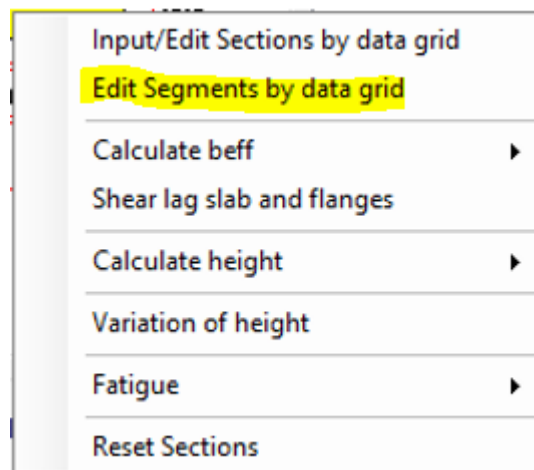 Input/Edit Sections by data grid
Edit Segments by data grid
Calculate beff
Shear lag slab and flanges
Calculate height
Variation of height
Fatigue
Reset Sections